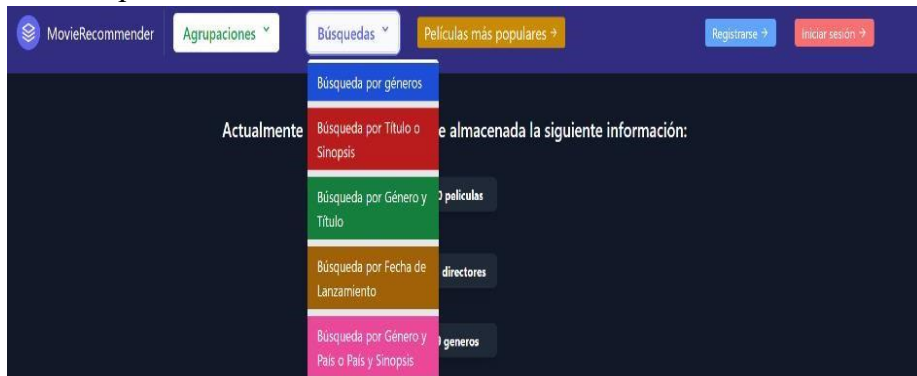 MovieRecommender Agrupaciones Búsquedas Películas más populares → Registrarse → Iniciar sesión →
Búsqueda por géneros
Actualmente e almacenada la siguiente información:
Búsqueda por Título o
Sinopsis
Búsqueda por Género y
Título
peliculas
Búsqueda por Fecha de
Lanzamiento
directores
Búsqueda por Género y
País o País y Sinopsis
generos